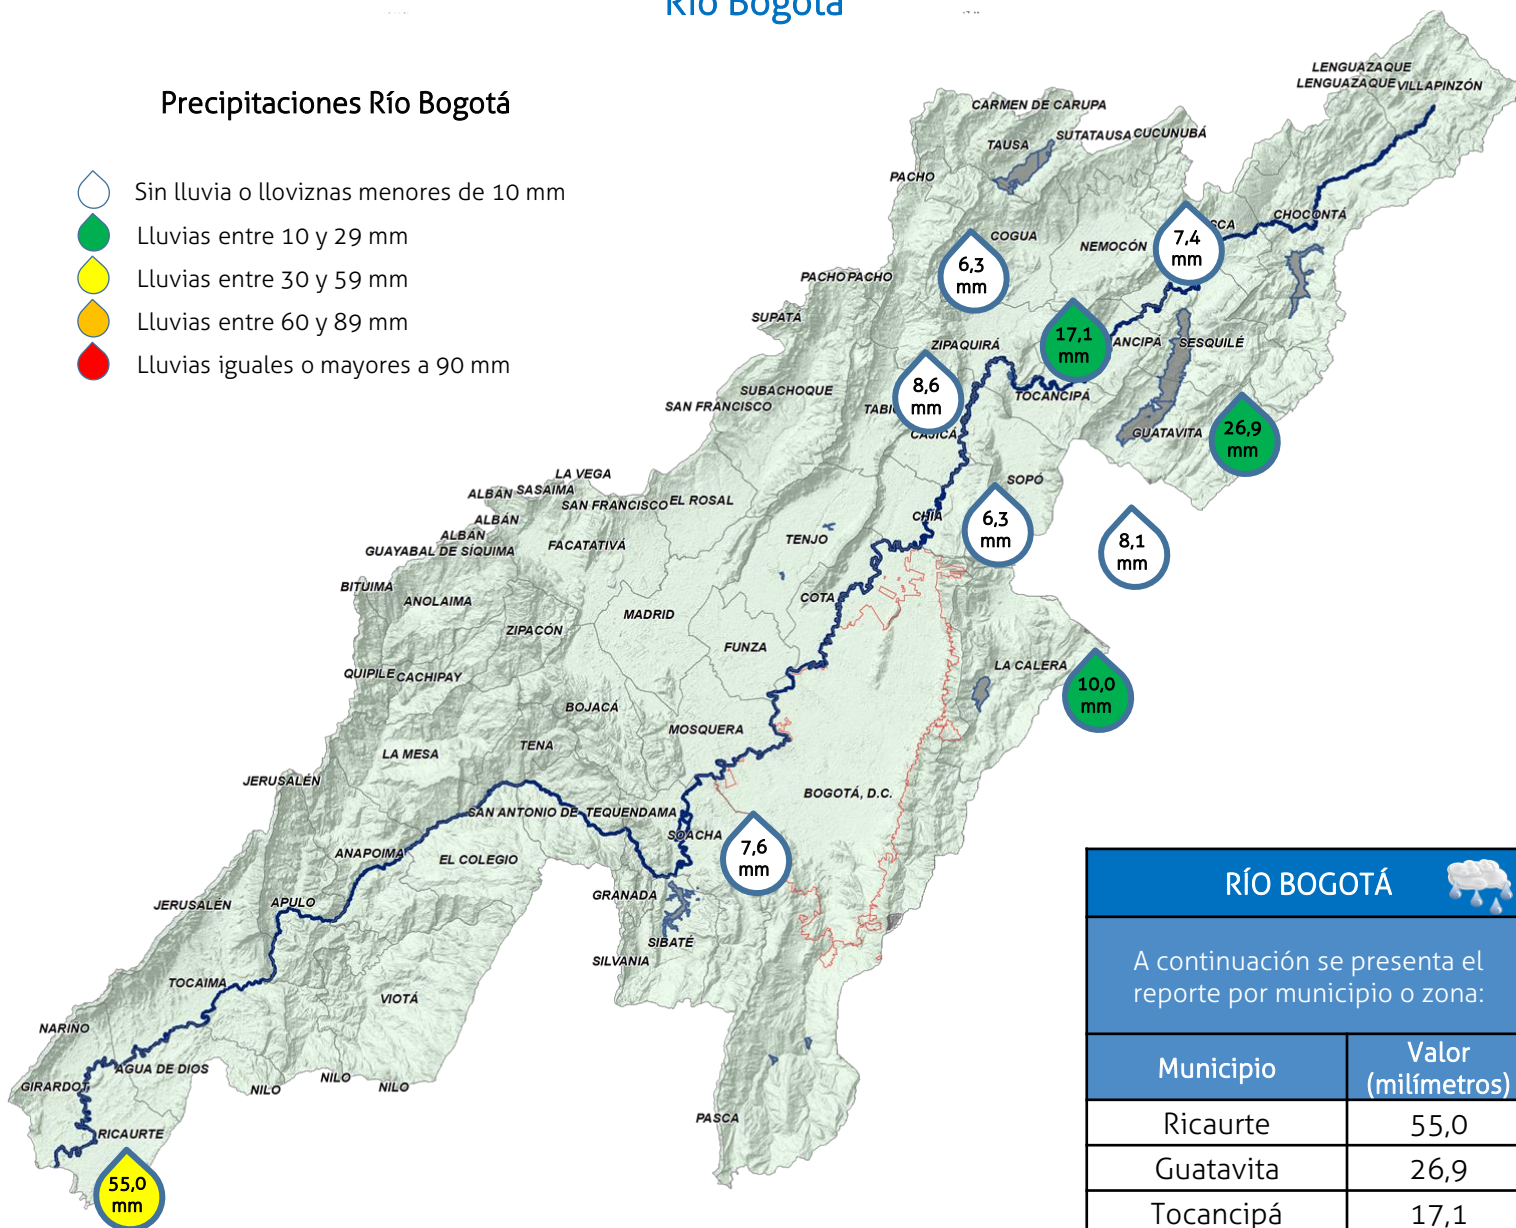 Río Bogotá
Precipitaciones Río Bogotá
Sin lluvia o lloviznas menores de 10 mm
Lluvias entre 10 y 29 mm
Lluvias entre 30 y 59 mm
Lluvias entre 60 y 89 mm
Lluvias iguales o mayores a 90 mm
LENGUAZAQUE
LENGUAZAQUE VILLAPINZÓN
CARMEN DE CARUPA
SUTATAUSA CUCUNUBÁ
TAUSA
PACHO
CHOCONTÁ
SCA
COGUA
NEMOCÓN
7,4
mm
6,3
mm
PACHO PACHO
SUPATÁ
17,1
mm
ZIPAQUIRÁ
ANCIPÁ
SESQUILÉ
SUBACHOQUE
SAN FRANCISCO
8,6
mm
TOCANCIPÁ
TABI
CAJICÁ
GUATAVITA
26,9
mm
LA VEGA
ALBÁN SASAIMA
SAN FRANCISCO EL ROSAL
SOPÓ
ALBÁN
CHÍA
6,3
mm
ALBÁN
GUAYABAL DE SÍQUIMA
FACATATIVÁ
TENJO
8,1
mm
BITUIMA
ANOLAIMA
COTA
MADRID
ZIPACÓN
FUNZA
QUIPILE CACHIPAY
LA CALERA
10,0
mm
BOJACÁ
MOSQUERA
TENA
LA MESA
JERUSALÉN
BOGOTÁ, D.C.
SAN ANTONIO DE TEQUENDAMA
SOACHA
7,6
mm
ANAPOIMA
EL COLEGIO
GRANADA
JERUSALÉN
APULO
SIBATÉ
SILVANIA
TOCAIMA
VIOTÁ
NARIÑO
AGUA DE DIOS
GIRARDOT
NILO
NILO
NILO
PASCA
RICAURTE
55,0
mm
RÍO BOGOTÁ
A continuación se presenta el
reporte por municipio o zona:
Municipio Valor
(milímetros)
Ricaurte 55,0
Guatavita 26,9
Tocancipá 17,1